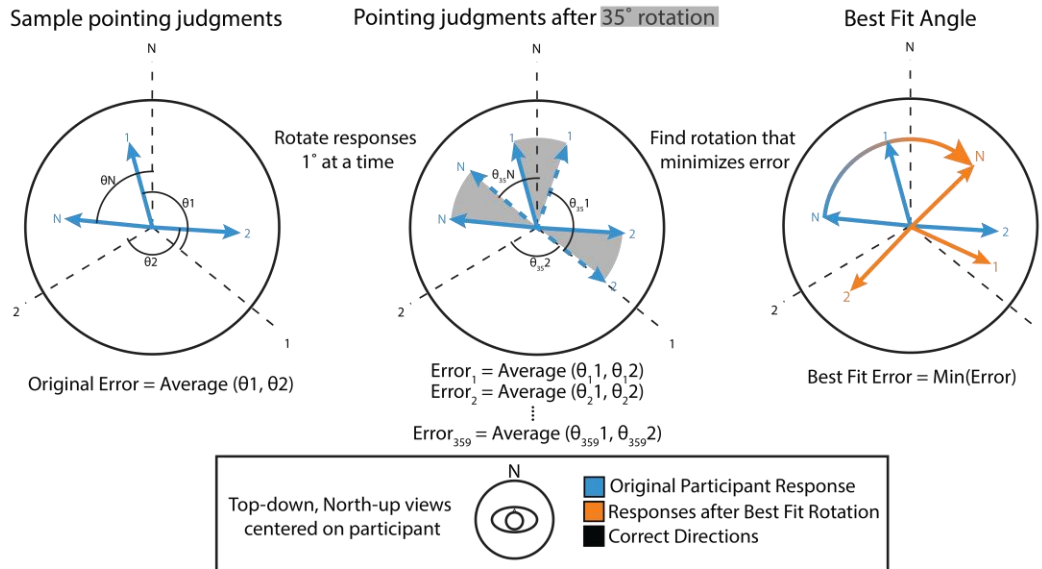 Sample pointing judgments
N
1
θN
θ1
N
2
θ2
2
1
Original Error = Average (θ1, θ2)
Rotate responses
1° at a time
Pointing judgments after 35° rotation
N
1
1
N
θ₃₅N
θ₃₅1
N
2
θ₃₅2
2
2
1
Error₁ = Average (θ₁1, θ₁2)
Error₂ = Average (θ₂1, θ₂2)
Error₃₅₉ = Average (θ₃₅₉1, θ₃₅₉2)
Find rotation that
minimizes error
Best Fit Angle
N
1
N
N
2
1
2
Best Fit Error = Min(Error)
Top-down, North-up views
centered on participant
N
Original Participant Response
Responses after Best Fit Rotation
Correct Directions